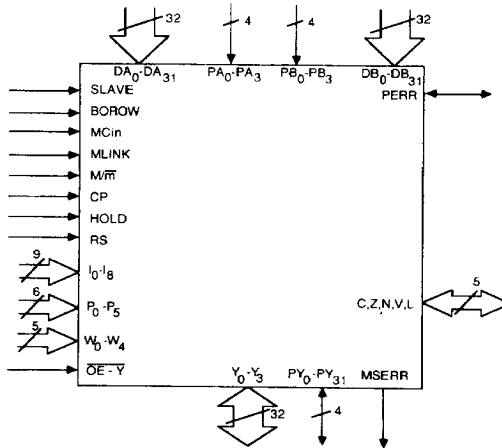 32 4 4 32
DA₀-DA₃₁ PA₀-PA₃ PB₀-PB₃ DB₀-DB₃₁
SLAVE PERR
BOROW
MCin
MLINK
M/m̅
CP
HOLD
RS
9
I₀-I₈
6 5
P₀-P₅ C,Z,N,V,L
5
W₀-W₄
O̅E̅ ̅-̅ ̅Y̅ Y₀-Y₃ PY₀-PY₃₁ MSERR
32 4